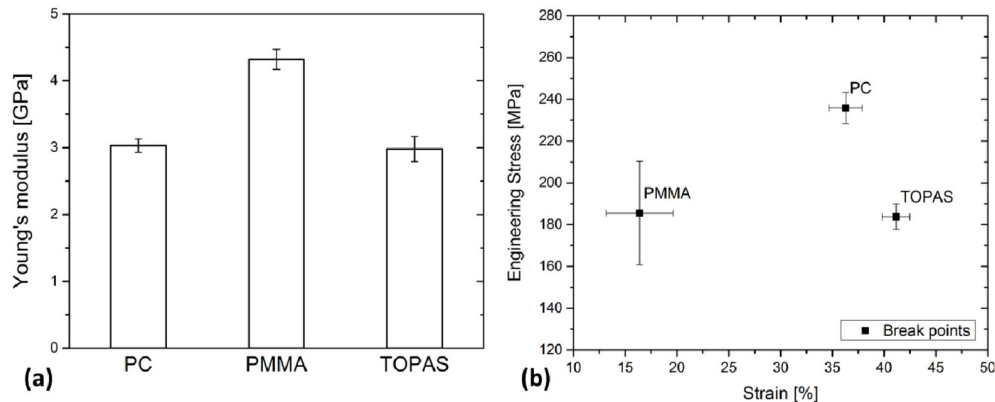 Young's modulus [GPa]
5
4
3
2
1
0
PC PMMA TOPAS
(a)
Engineering Stress [MPa]
280
260
240
220
200
180
160
140
120
PC
PMMA
TOPAS
Break points
10 15 20 25 30 35 40 45 50
Strain [%]
(b)